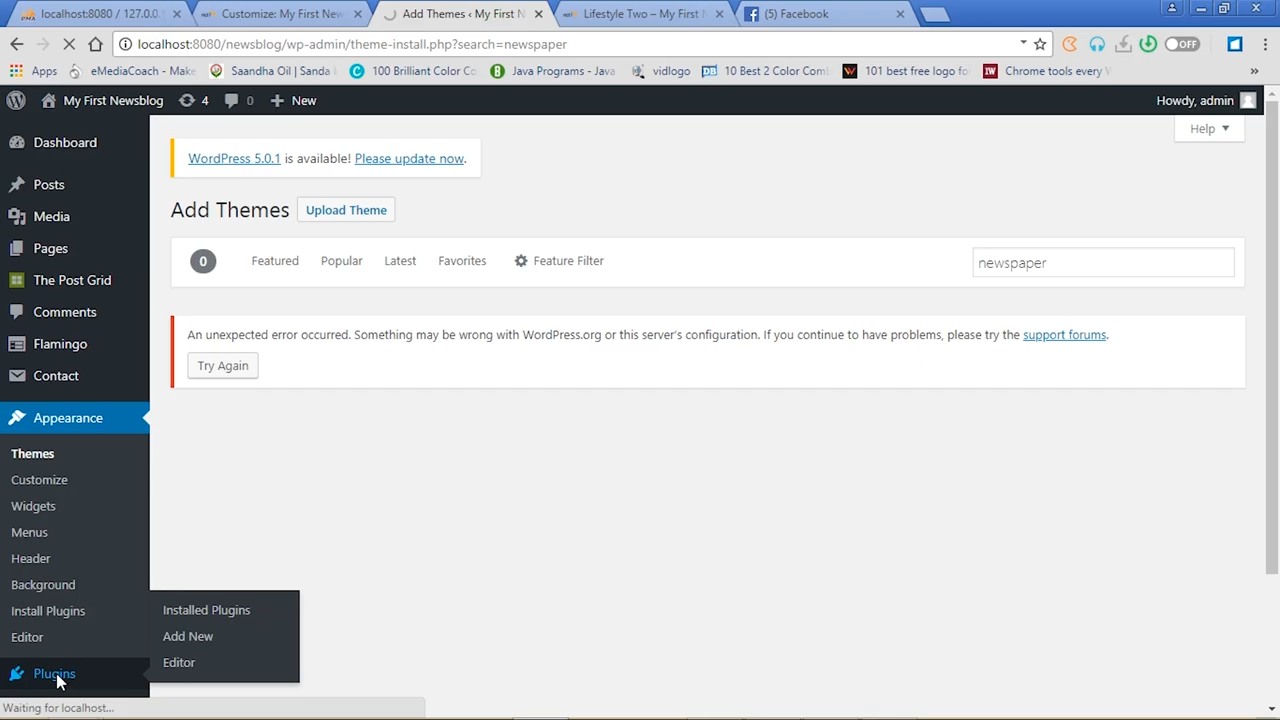 localhost:8080 / 127.0.0.
Customize: My First New
Add Themes ‹ My First N
Lifestyle Two – My First N
(5) Facebook
localhost:8080/newsblog/wp-admin/theme-install.php?search=newspaper
OFF
Apps
eMediaCoach - Make
Saandha Oil | Sanda
100 Brilliant Color Co
Java Programs - Java
vidlogo
10 Best 2 Color Comb
101 best free logo fo
Chrome tools every
»
My First Newsblog
4
0
New
Howdy, admin
Help
Dashboard
Posts
Media
Pages
The Post Grid
Comments
Flamingo
Contact
Appearance
Themes
Customize
Widgets
Menus
Header
Background
Install Plugins
Editor
Plugins
Installed Plugins
Add New
Editor
WordPress 5.0.1 is available! Please update now.
Add Themes
Upload Theme
0
Featured
Popular
Latest
Favorites
Feature Filter
newspaper
An unexpected error occurred. Something may be wrong with WordPress.org or this server's configuration. If you continue to have problems, please try the support forums.
Try Again
Waiting for localhost...